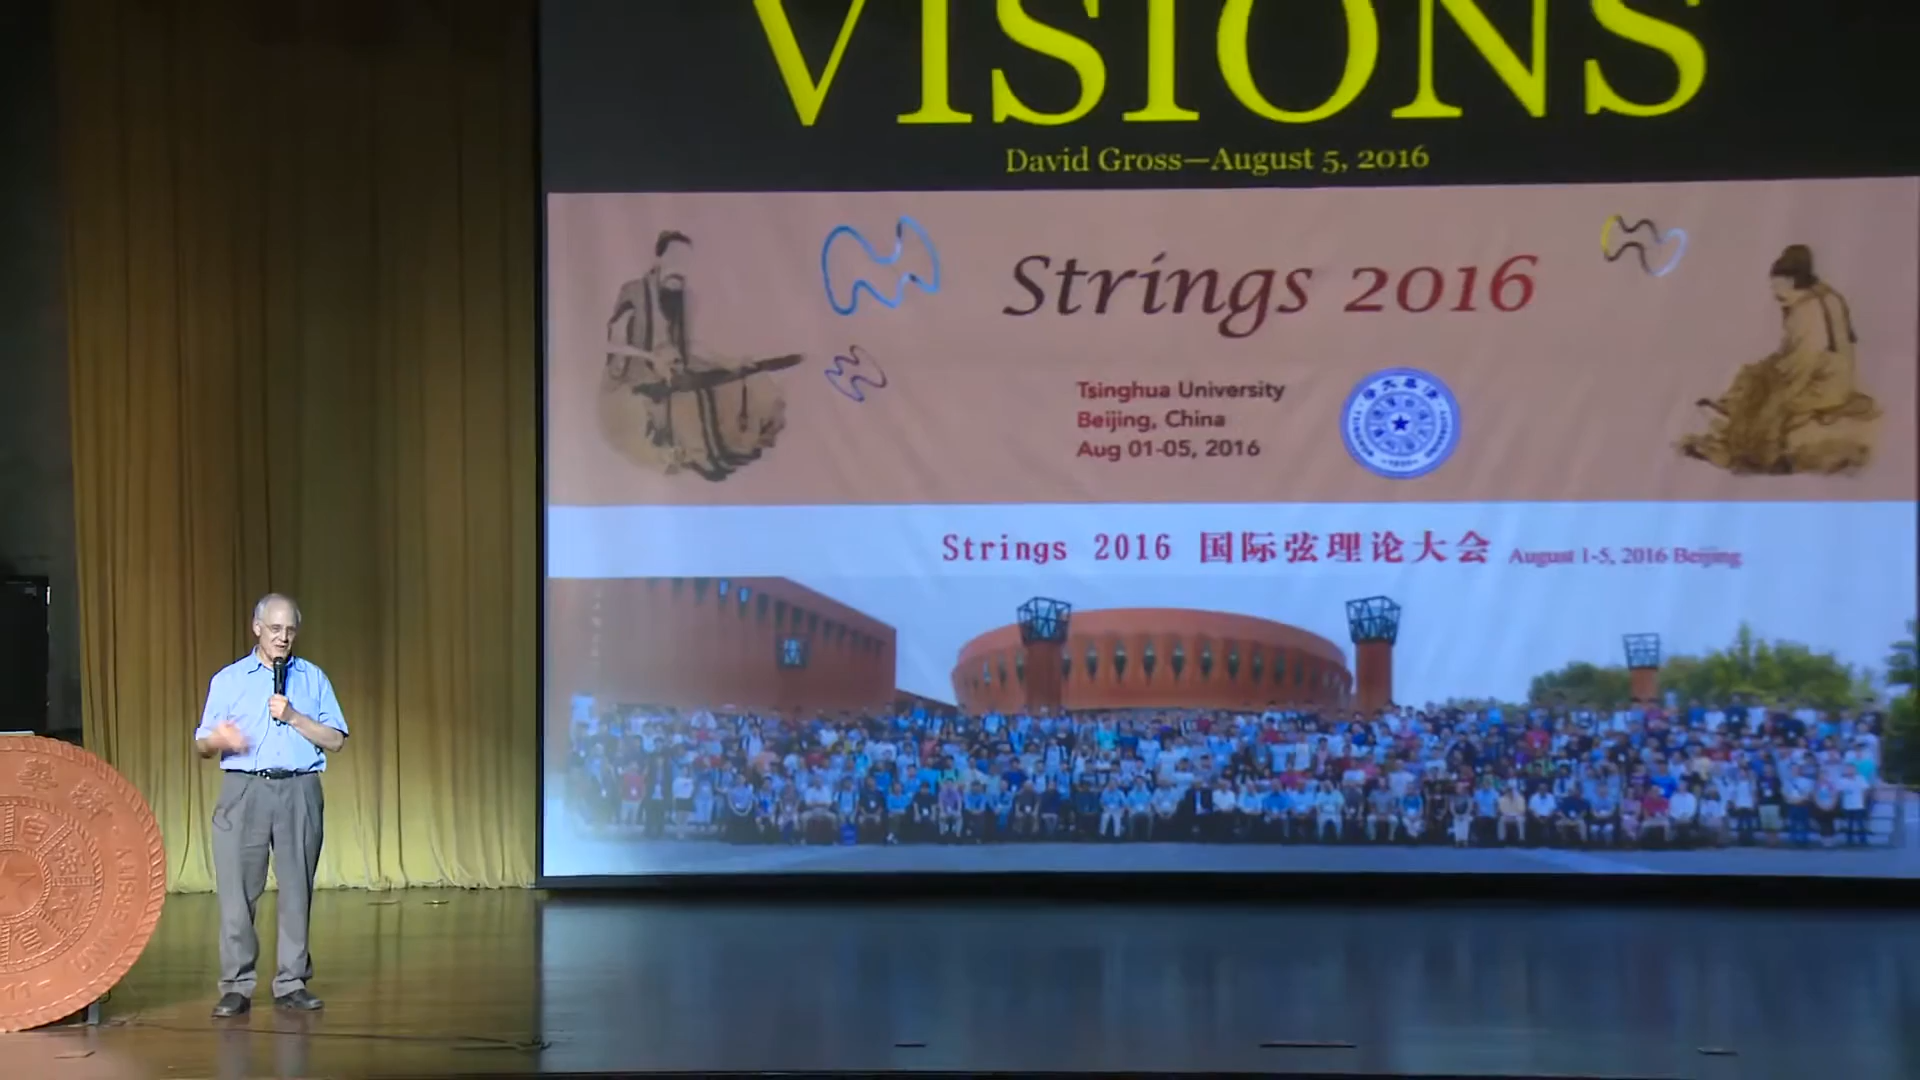 VISIONS
David Gross—August 5, 2016
Strings 2016
Tsinghua University
Beijing, China
Aug 01-05, 2016
Strings 2016 国际弦理论大会 August 1-5, 2016 Beijing